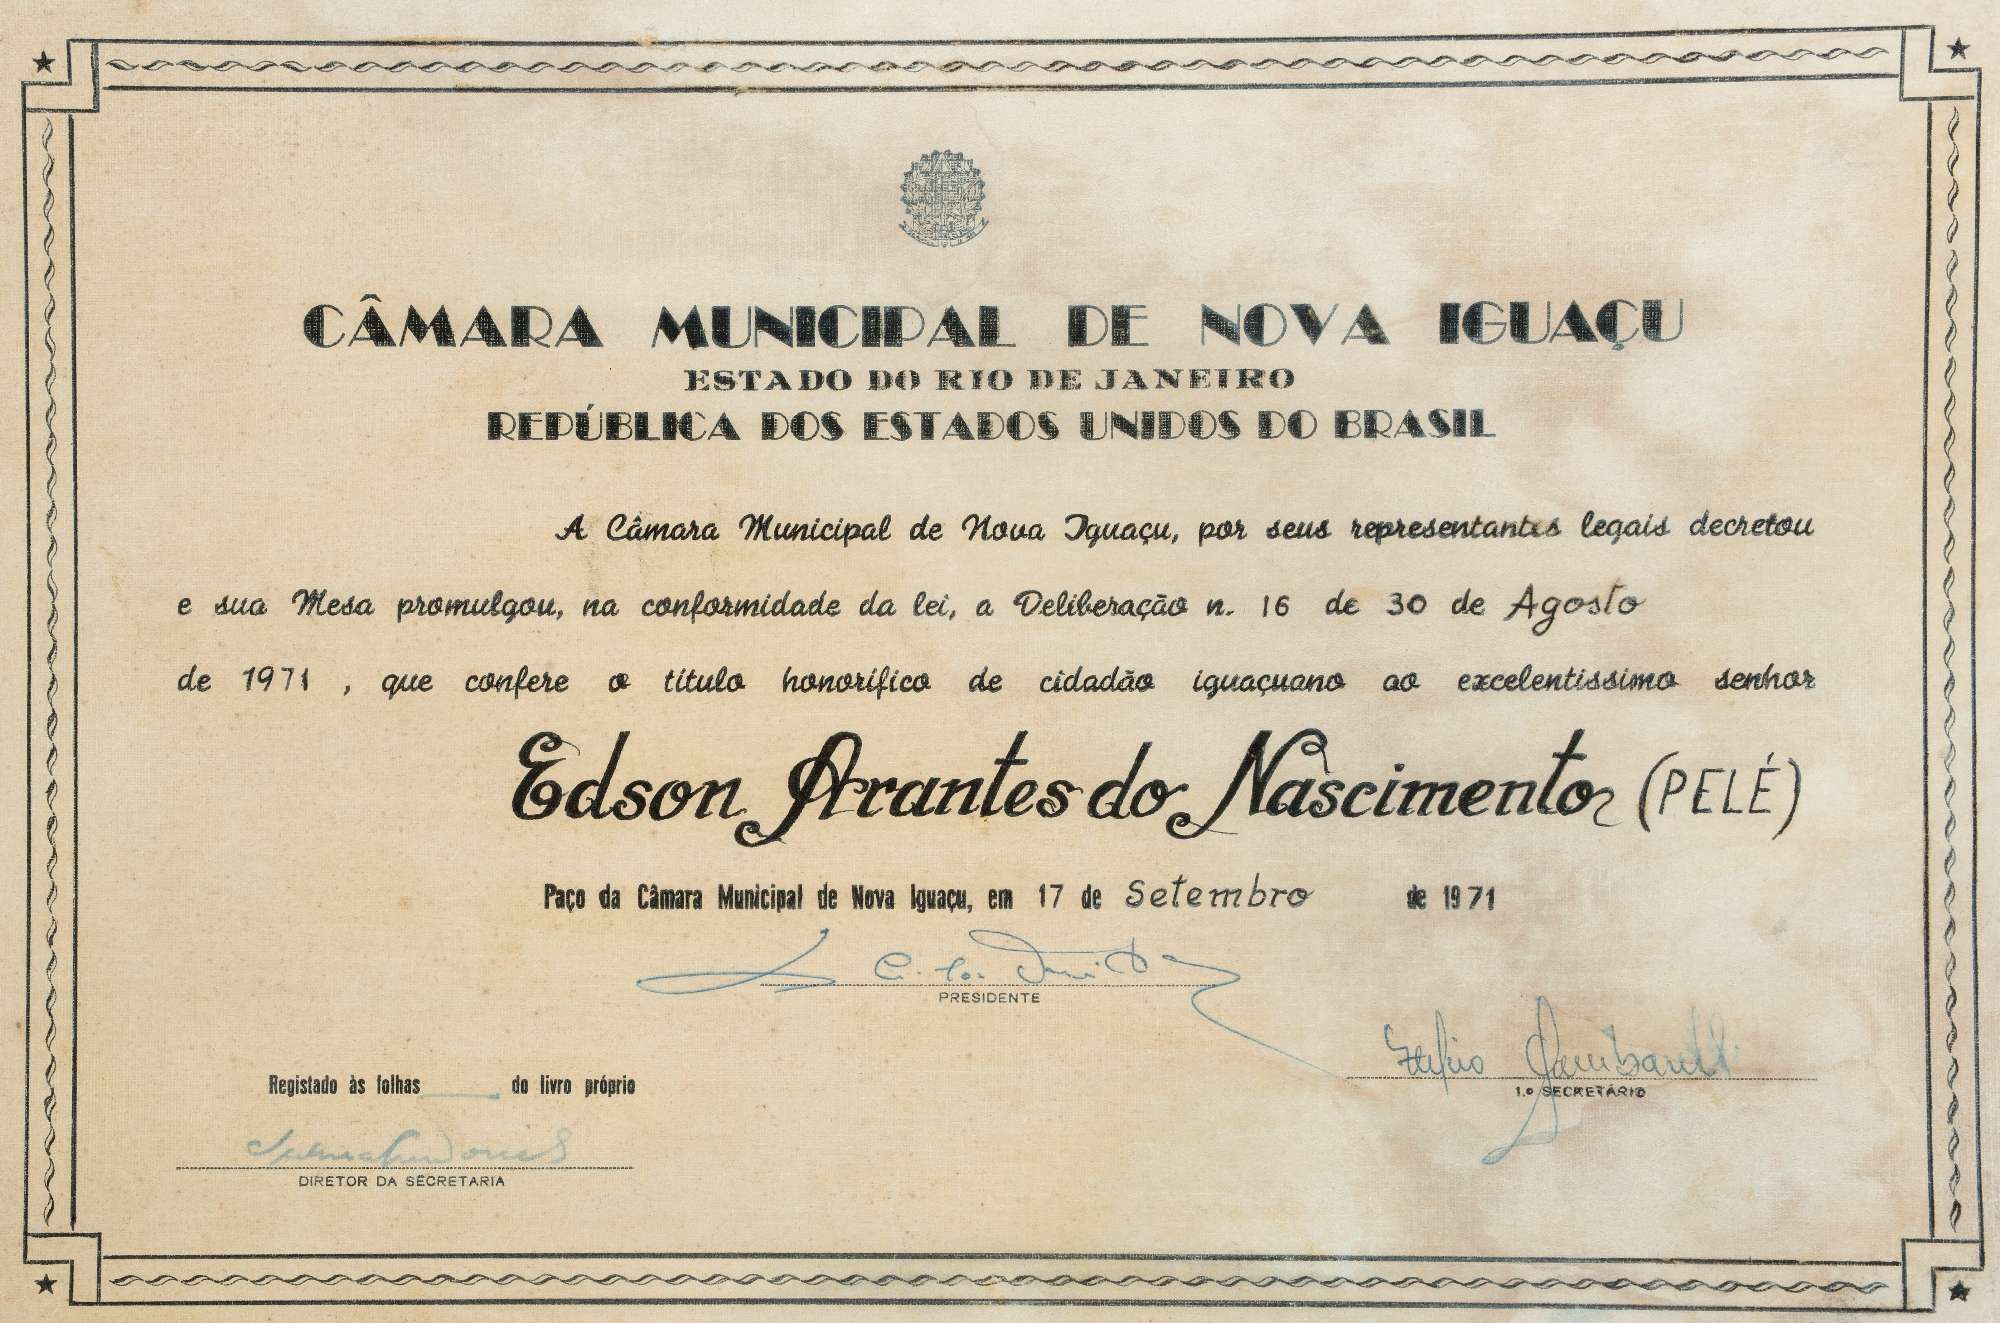 CÂMARA MUNICIPAL DE NOVA IGUAÇU
ESTADO DO RIO DE JANEIRO
REPÚBLICA DOS ESTADOS UNIDOS DO BRASIL
A Câmara Municipal de Nova Iguaçu, por seus representantes legais decretou
e sua Mesa promulgou, na conformidade da lei, a Deliberação n. 16 de 30 de Agosto
de 1971, que confere o título honorífico de cidadão iguaçuano ao excelentissimo senhor
Edson Arantes do Nascimento (PELÉ)
Paço da Câmara Municipal de Nova Iguaçu, em 17 de Setembro de 1971
PRESIDENTE
1.o SECRETÁRIO
Registado às folhas do livro próprio
DIRETOR DA SECRETARIA